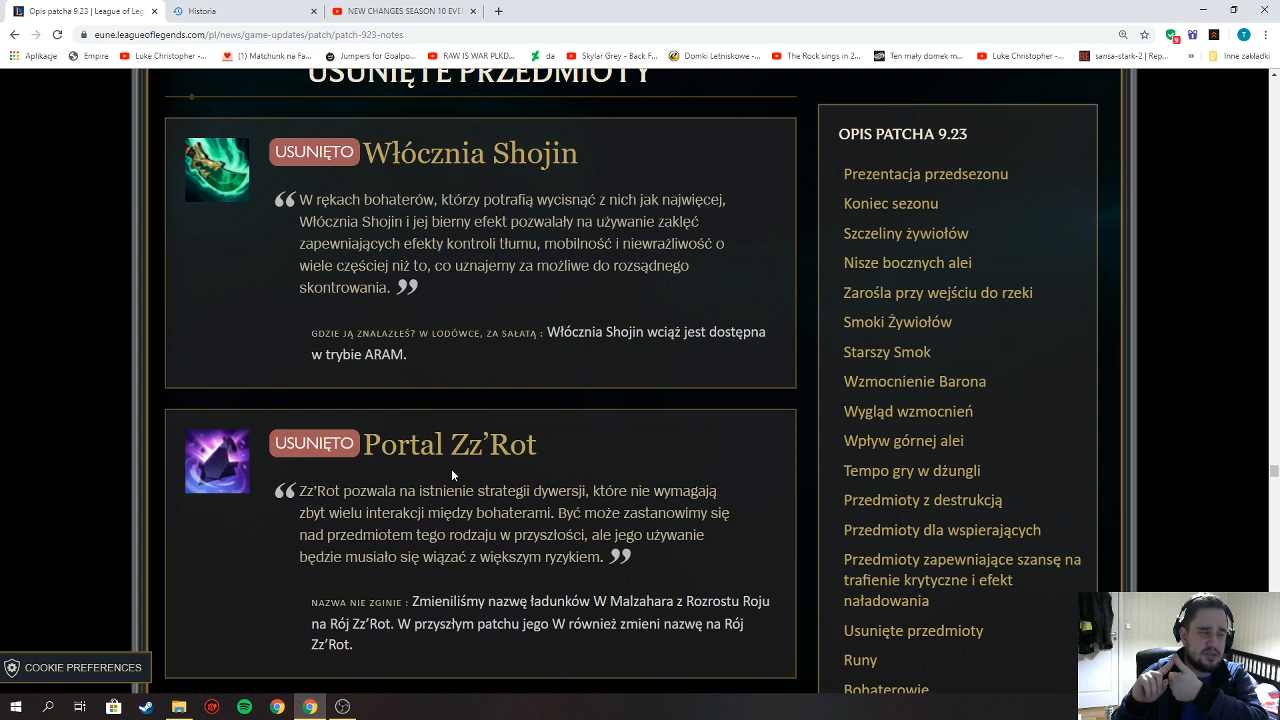 Opis patcha 9.23 | League of Leg
Historia
NEW CHANGES SEASON 10 EVE
eune.leagueoflegends.com/pl/news/game-updates/patch/patch-923-notes
T
Aplikacje
Empire
Luke Christopher -...
[ Matchunk na Fa...
Jumpers for Goalpo...
RAW IS WAR PLKD...
da
Skylar Grey - Back F...
Domki Letniskowe -...
The Rock sings in 2...
Ten mały domek m...
Luke Christopher -...
sansa-stark-2 | Rep...
»
Inne zakładki
USUNIĘTE PRZEDMIOTY
USUNIĘTO Włócznia Shojin
W rękach bohaterów, którzy potrafią wycisnąć z nich jak najwięcej,
Włócznia Shojin i jej bierny efekt pozwalały na używanie zaklęć
zapewniających efekty kontroli tłumu, mobilność i niewrażliwość o
wiele częściej niż to, co uznajemy za możliwe do rozsądnego
skontrowania.
GDZIE JĄ ZNALAZŁEŚ? W LODÓWCE, ZA SAŁATĄ : Włócznia Shojin wciąż jest dostępna
w trybie ARAM.
USUNIĘTO Portal Zz’Rot
Zz’Rot pozwala na istnienie strategii dywersji, które nie wymagają
zbyt wielu interakcji między bohaterami. Być może zastanowimy się
nad przedmiotem tego rodzaju w przyszłości, ale jego używanie
będzie musiało się wiązać z większym ryzykiem.
NAZWA NIE ZGINIE : Zmieniliśmy nazwę ładunków W Malzahara z Rozrostu Roju
na Rój Zz’Rot. W przyszłym patchu jego W również zmieni nazwę na Rój
Zz’Rot.
OPIS PATCHA 9.23
Prezentacja przedsezonu
Koniec sezonu
Szczeliny żywiołów
Nisze bocznych alei
Zarośla przy wejściu do rzeki
Smoki Żywiołów
Starszy Smok
Wzmocnienie Barona
Wygląd wzmocnień
Wpływ górnej alei
Tempo gry w dżungli
Przedmioty z destrukcją
Przedmioty dla wspierających
Przedmioty zapewniające szansę na
trafienie krytyczne i efekt
naładowania
Usunięte przedmioty
Runy
Bohaterowie
COOKIE PREFERENCES